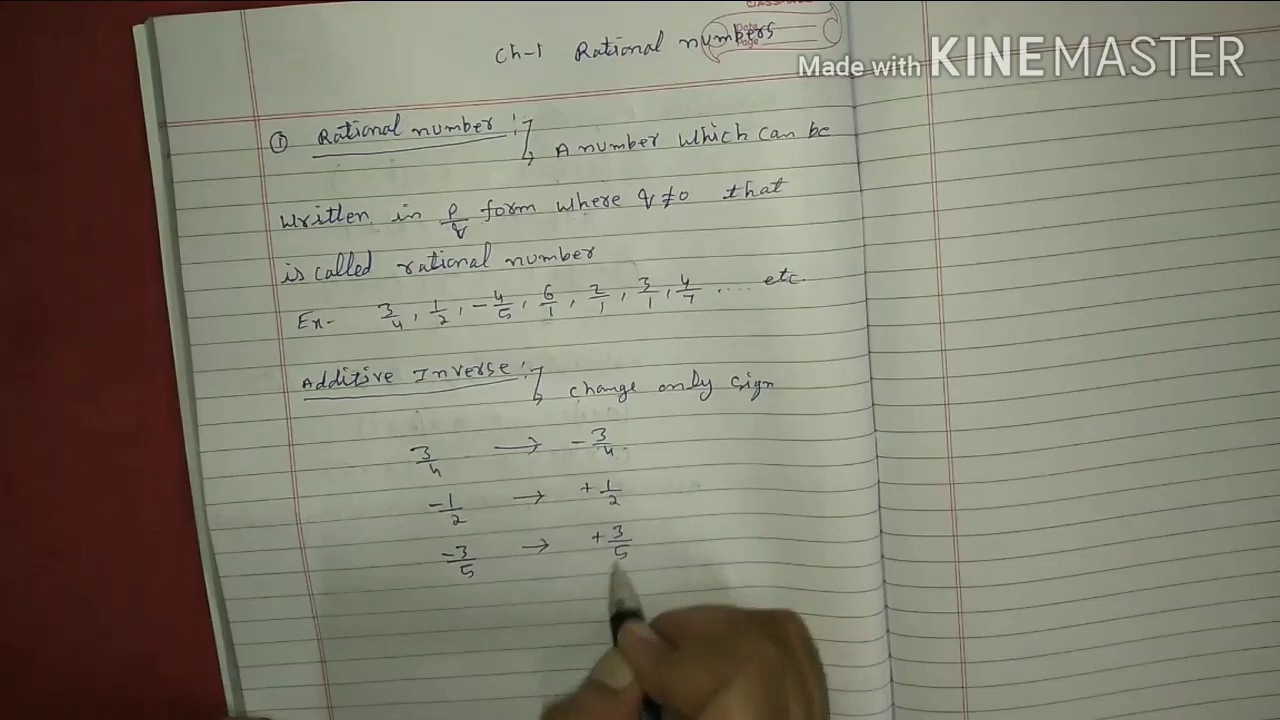 CLASS
Date
Page
Ch-1 Rational numbers
Made with KINEMASTER
① Rational number :- A number which can be
written in p/q form where q≠0 that
is called rational number
Ex- 3/4, 1/2, -4/5, 6/1, 2/1, 3/1, 4/7 .... etc.
Additive Inverse :- change only sign
3/4 → -3/4
-1/2 → +1/2
-3/5 → +3/5